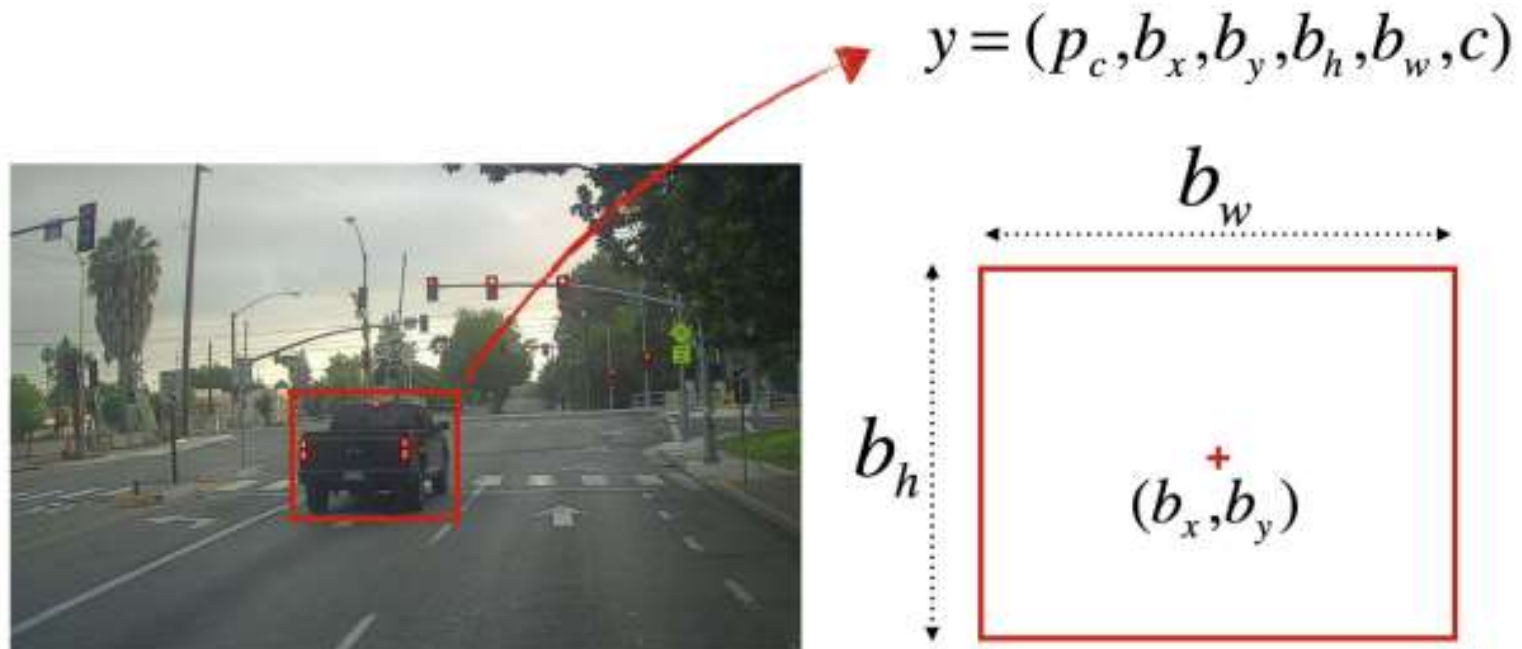 y = (p_c, b_x, b_y, b_h, b_w, c)
b_w
b_h
(b_x, b_y)